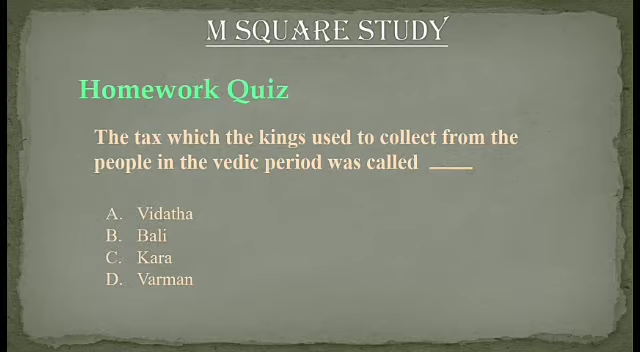 M SQUARE STUDY
Homework Quiz
The tax which the kings used to collect from the
people in the vedic period was called ____
A. Vidatha
B. Bali
C. Kara
D. Varman